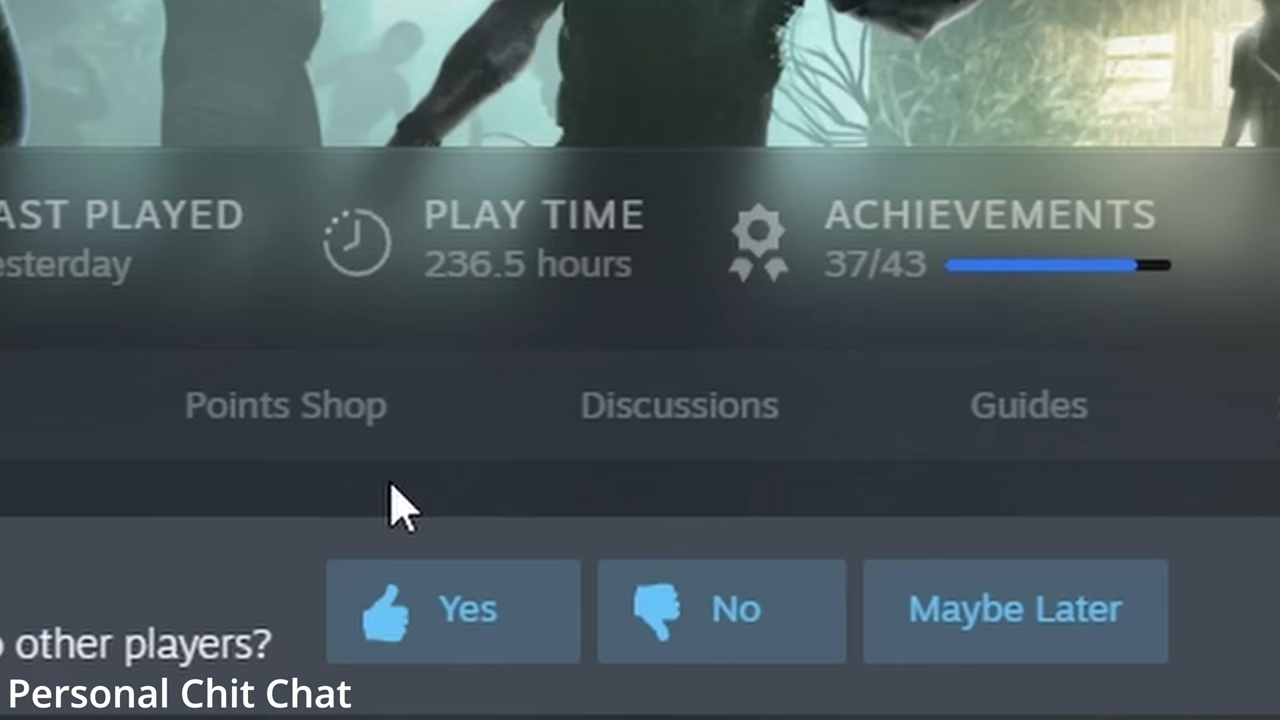 AST PLAYED
PLAY TIME
ACHIEVEMENTS
esterday
236.5 hours
37/43
Points Shop
Discussions
Guides
Yes
No
Maybe Later
o other players?
Personal Chit Chat